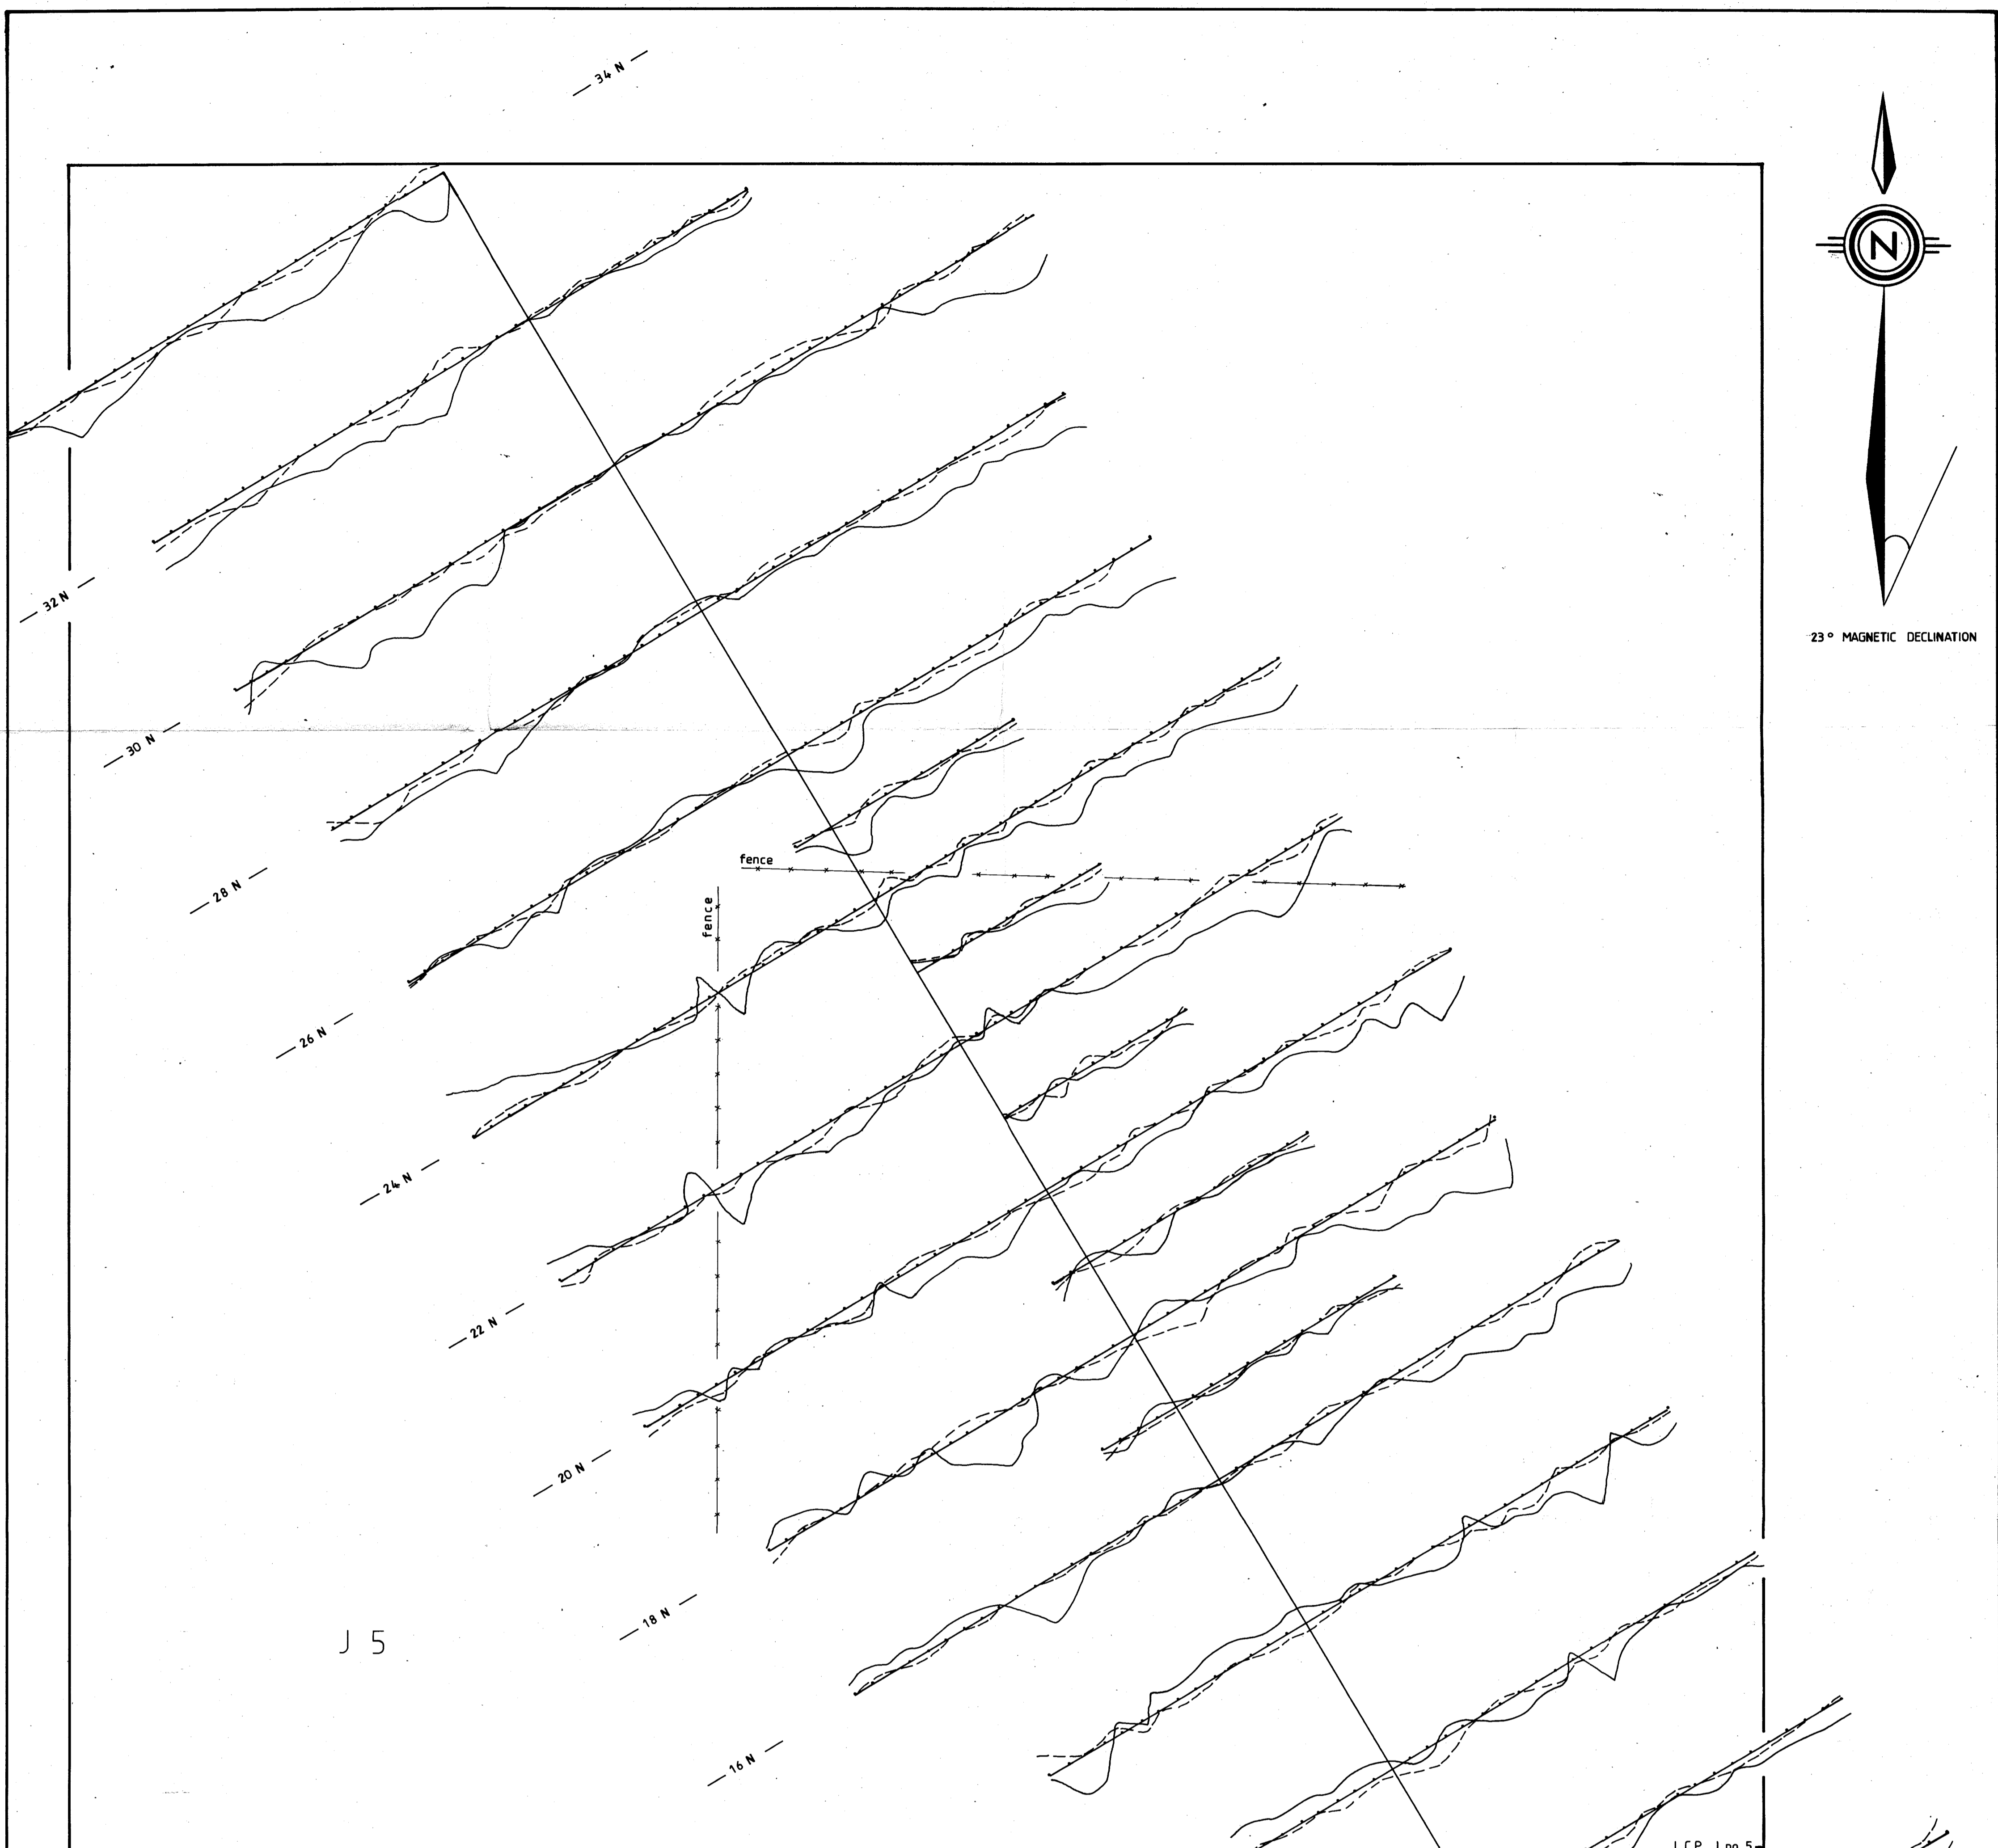 34 N
N
32 N
23° MAGNETIC DECLINATION
30 N
fence
28 N
fence
26 N
24 N
22 N
20 N
18 N
J 5
16 N